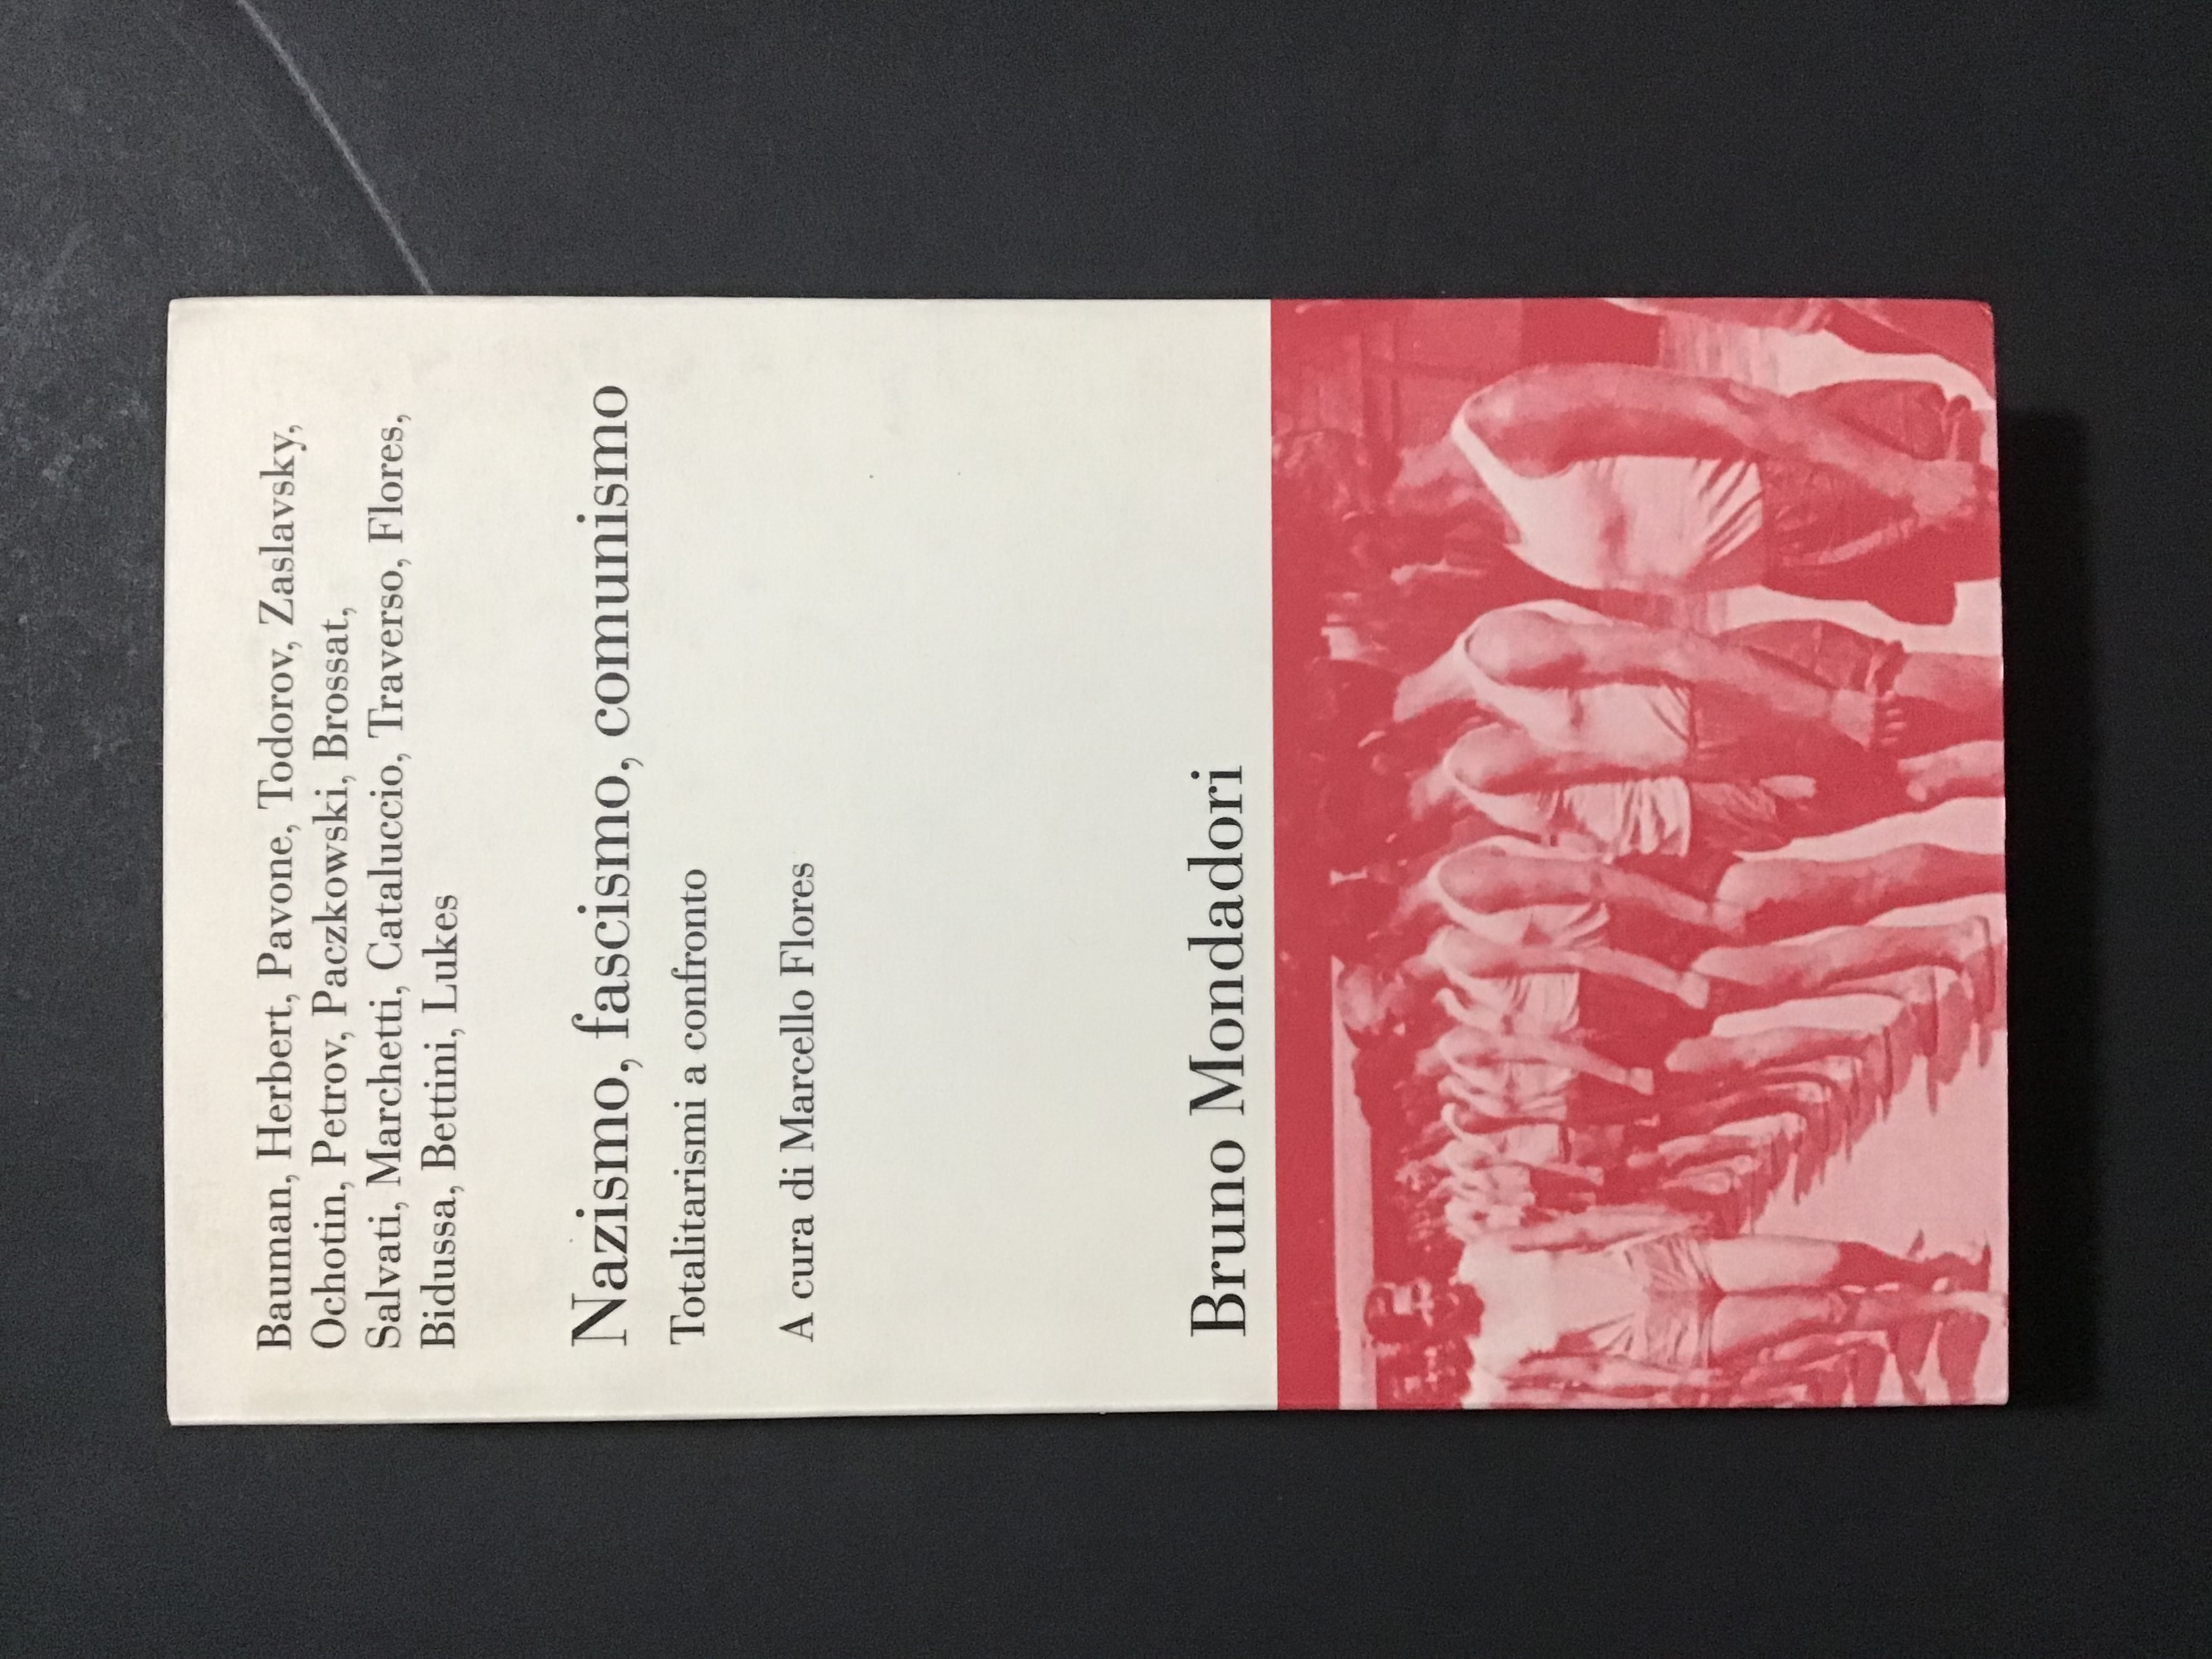 Bauman, Herbert, Pavone, Todorov, Zaslavsky,
Ochotin, Petrov, Paczkowski, Brossat,
Salvati, Marchetti, Cataluccio, Traverso, Flores,
Bidussa, Bettini, Lukes
Nazismo, fascismo, comunismo
Totalitarismi a confronto
A cura di Marcello Flores
Bruno Mondadori